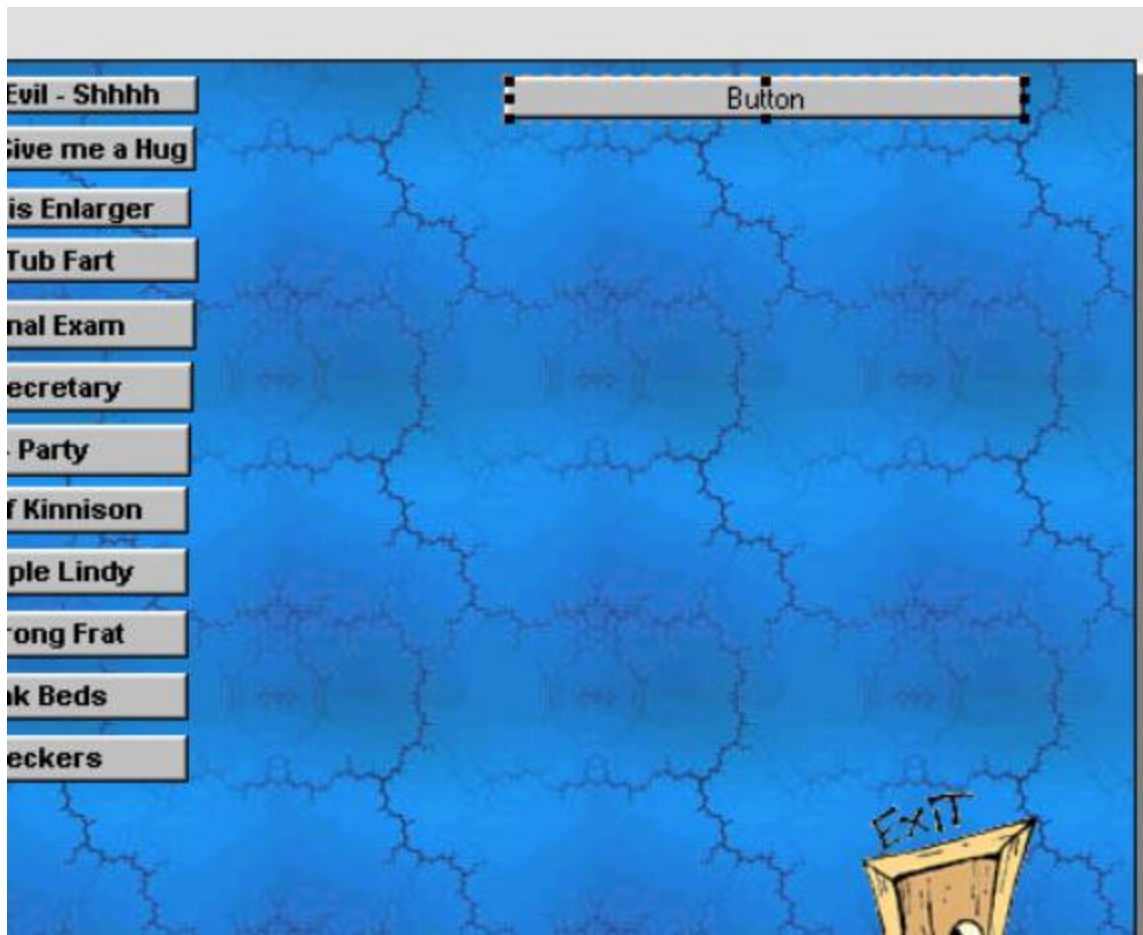 Evil - Shhhh
Button
Give me a Hug
is Enlarger
Tub Fart
nal Exam
ecretary
Party
f Kinnison
ple Lindy
rong Frat
k Beds
eckers
EXIT